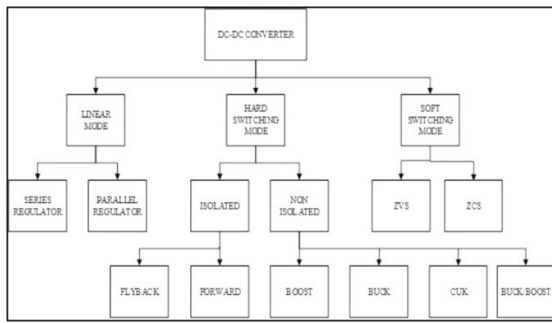 DC-DC CONVERTER
LINEAR
MODE
HARD
SWITCHING
MODE
SOFT
SWITCHING
MODE
SERIES
REGULATOR
PARALLEL
REGULATOR
ISOLATED
NON
ISOLATED
ZVS
ZCS
FLYBACK
FORWARD
BOOST
BUCK
CUK
BUCK/BOOST